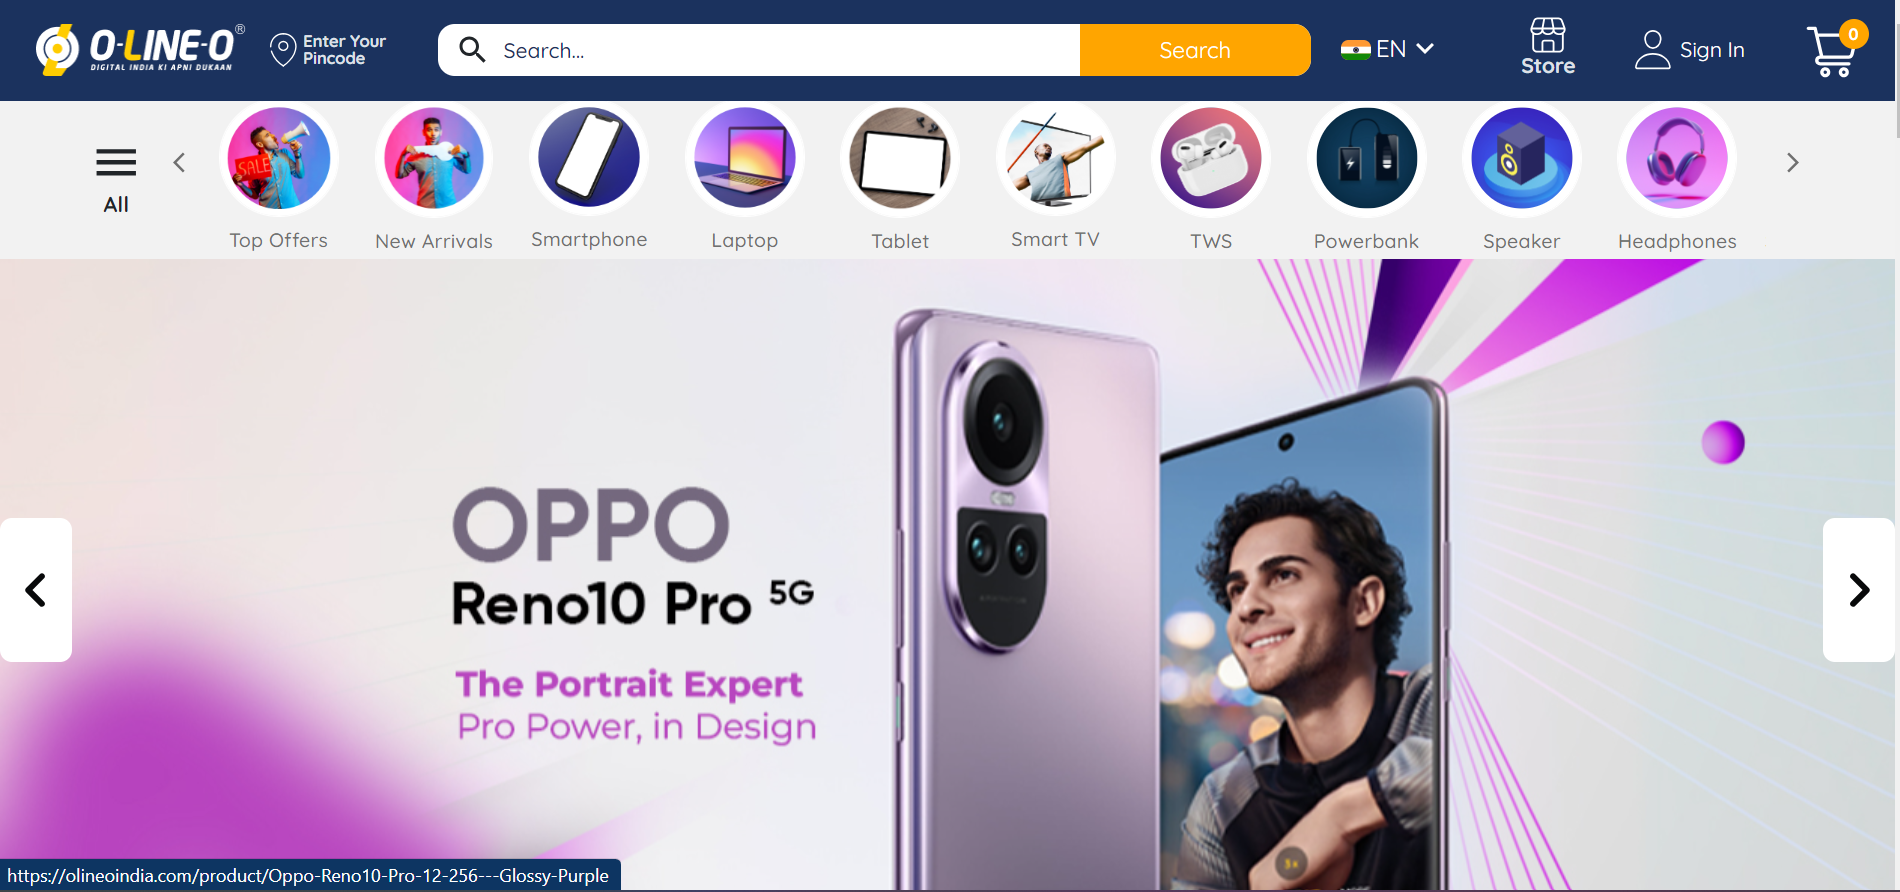 O-LINE-O®
DIGITAL INDIA KI APNI DUKAAN
Enter Your
Pincode
Search...
Search
EN
Store
Sign In
0
All
SALE
Top Offers
New Arrivals
Smartphone
Laptop
Tablet
Smart TV
TWS
Powerbank
Speaker
Headphones
OPPO
Reno10 Pro 5G
The Portrait Expert
Pro Power, in Design
https://olineoindia.com/product/Oppo-Reno10-Pro-12-256---Glossy-Purple